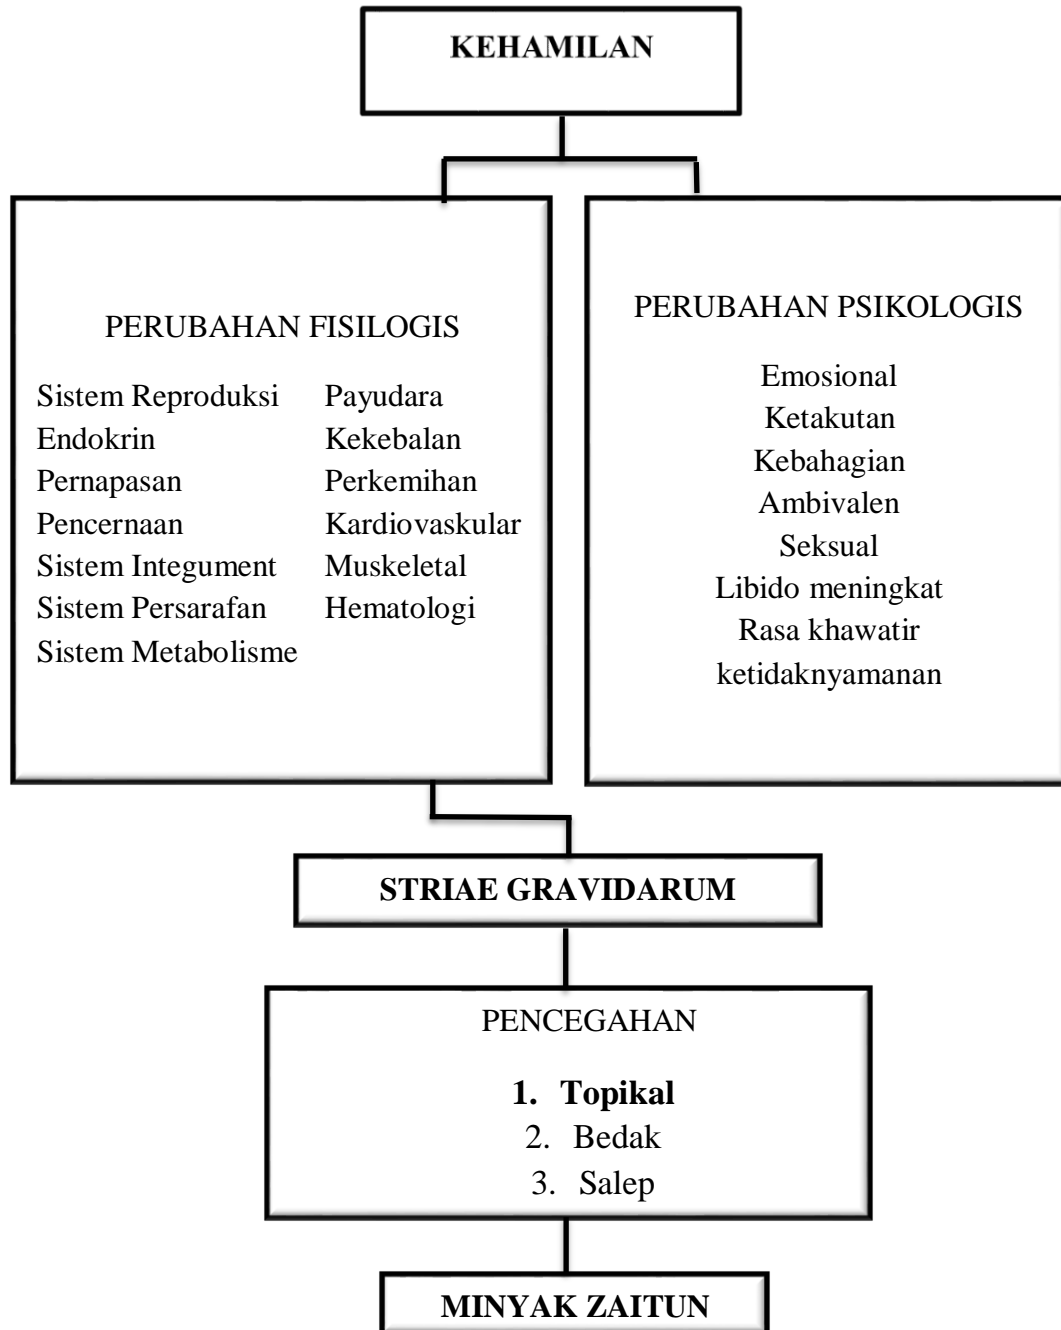 KEHAMILAN
PERUBAHAN FISILOGIS
Sistem Reproduksi
Endokrin
Pernapasan
Pencernaan
Sistem Integument
Sistem Persarafan
Sistem Metabolisme
Payudara
Kekebalan
Perkemihan
Kardiovaskular
Muskeletal
Hematologi
PERUBAHAN PSIKOLOGIS
Emosional
Ketakutan
Kebahagian
Ambivalen
Seksual
Libido meningkat
Rasa khawatir
ketidaknyamanan
STRIAE GRAVIDARUM
PENCEGAHAN
1. Topikal
2. Bedak
3. Salep
MINYAK ZAITUN